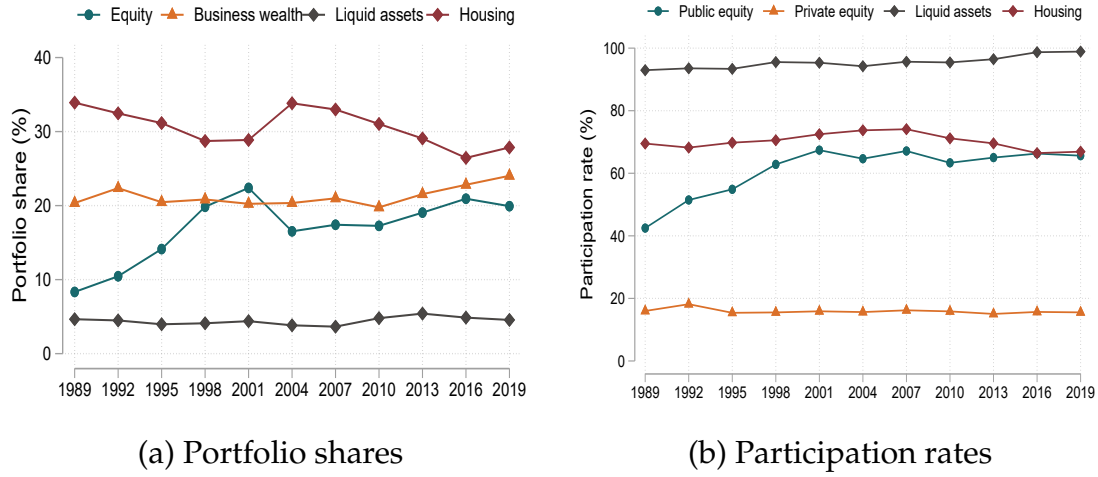 Equity Business wealth Liquid assets Housing
Portfolio share (%)
40
30
20
10
0
1989 1992 1995 1998 2001 2004 2007 2010 2013 2016 2019
(a) Portfolio shares
Public equity Private equity Liquid assets Housing
Participation rate (%)
100
80
60
40
20
0
1989 1992 1995 1998 2001 2004 2007 2010 2013 2016 2019
(b) Participation rates